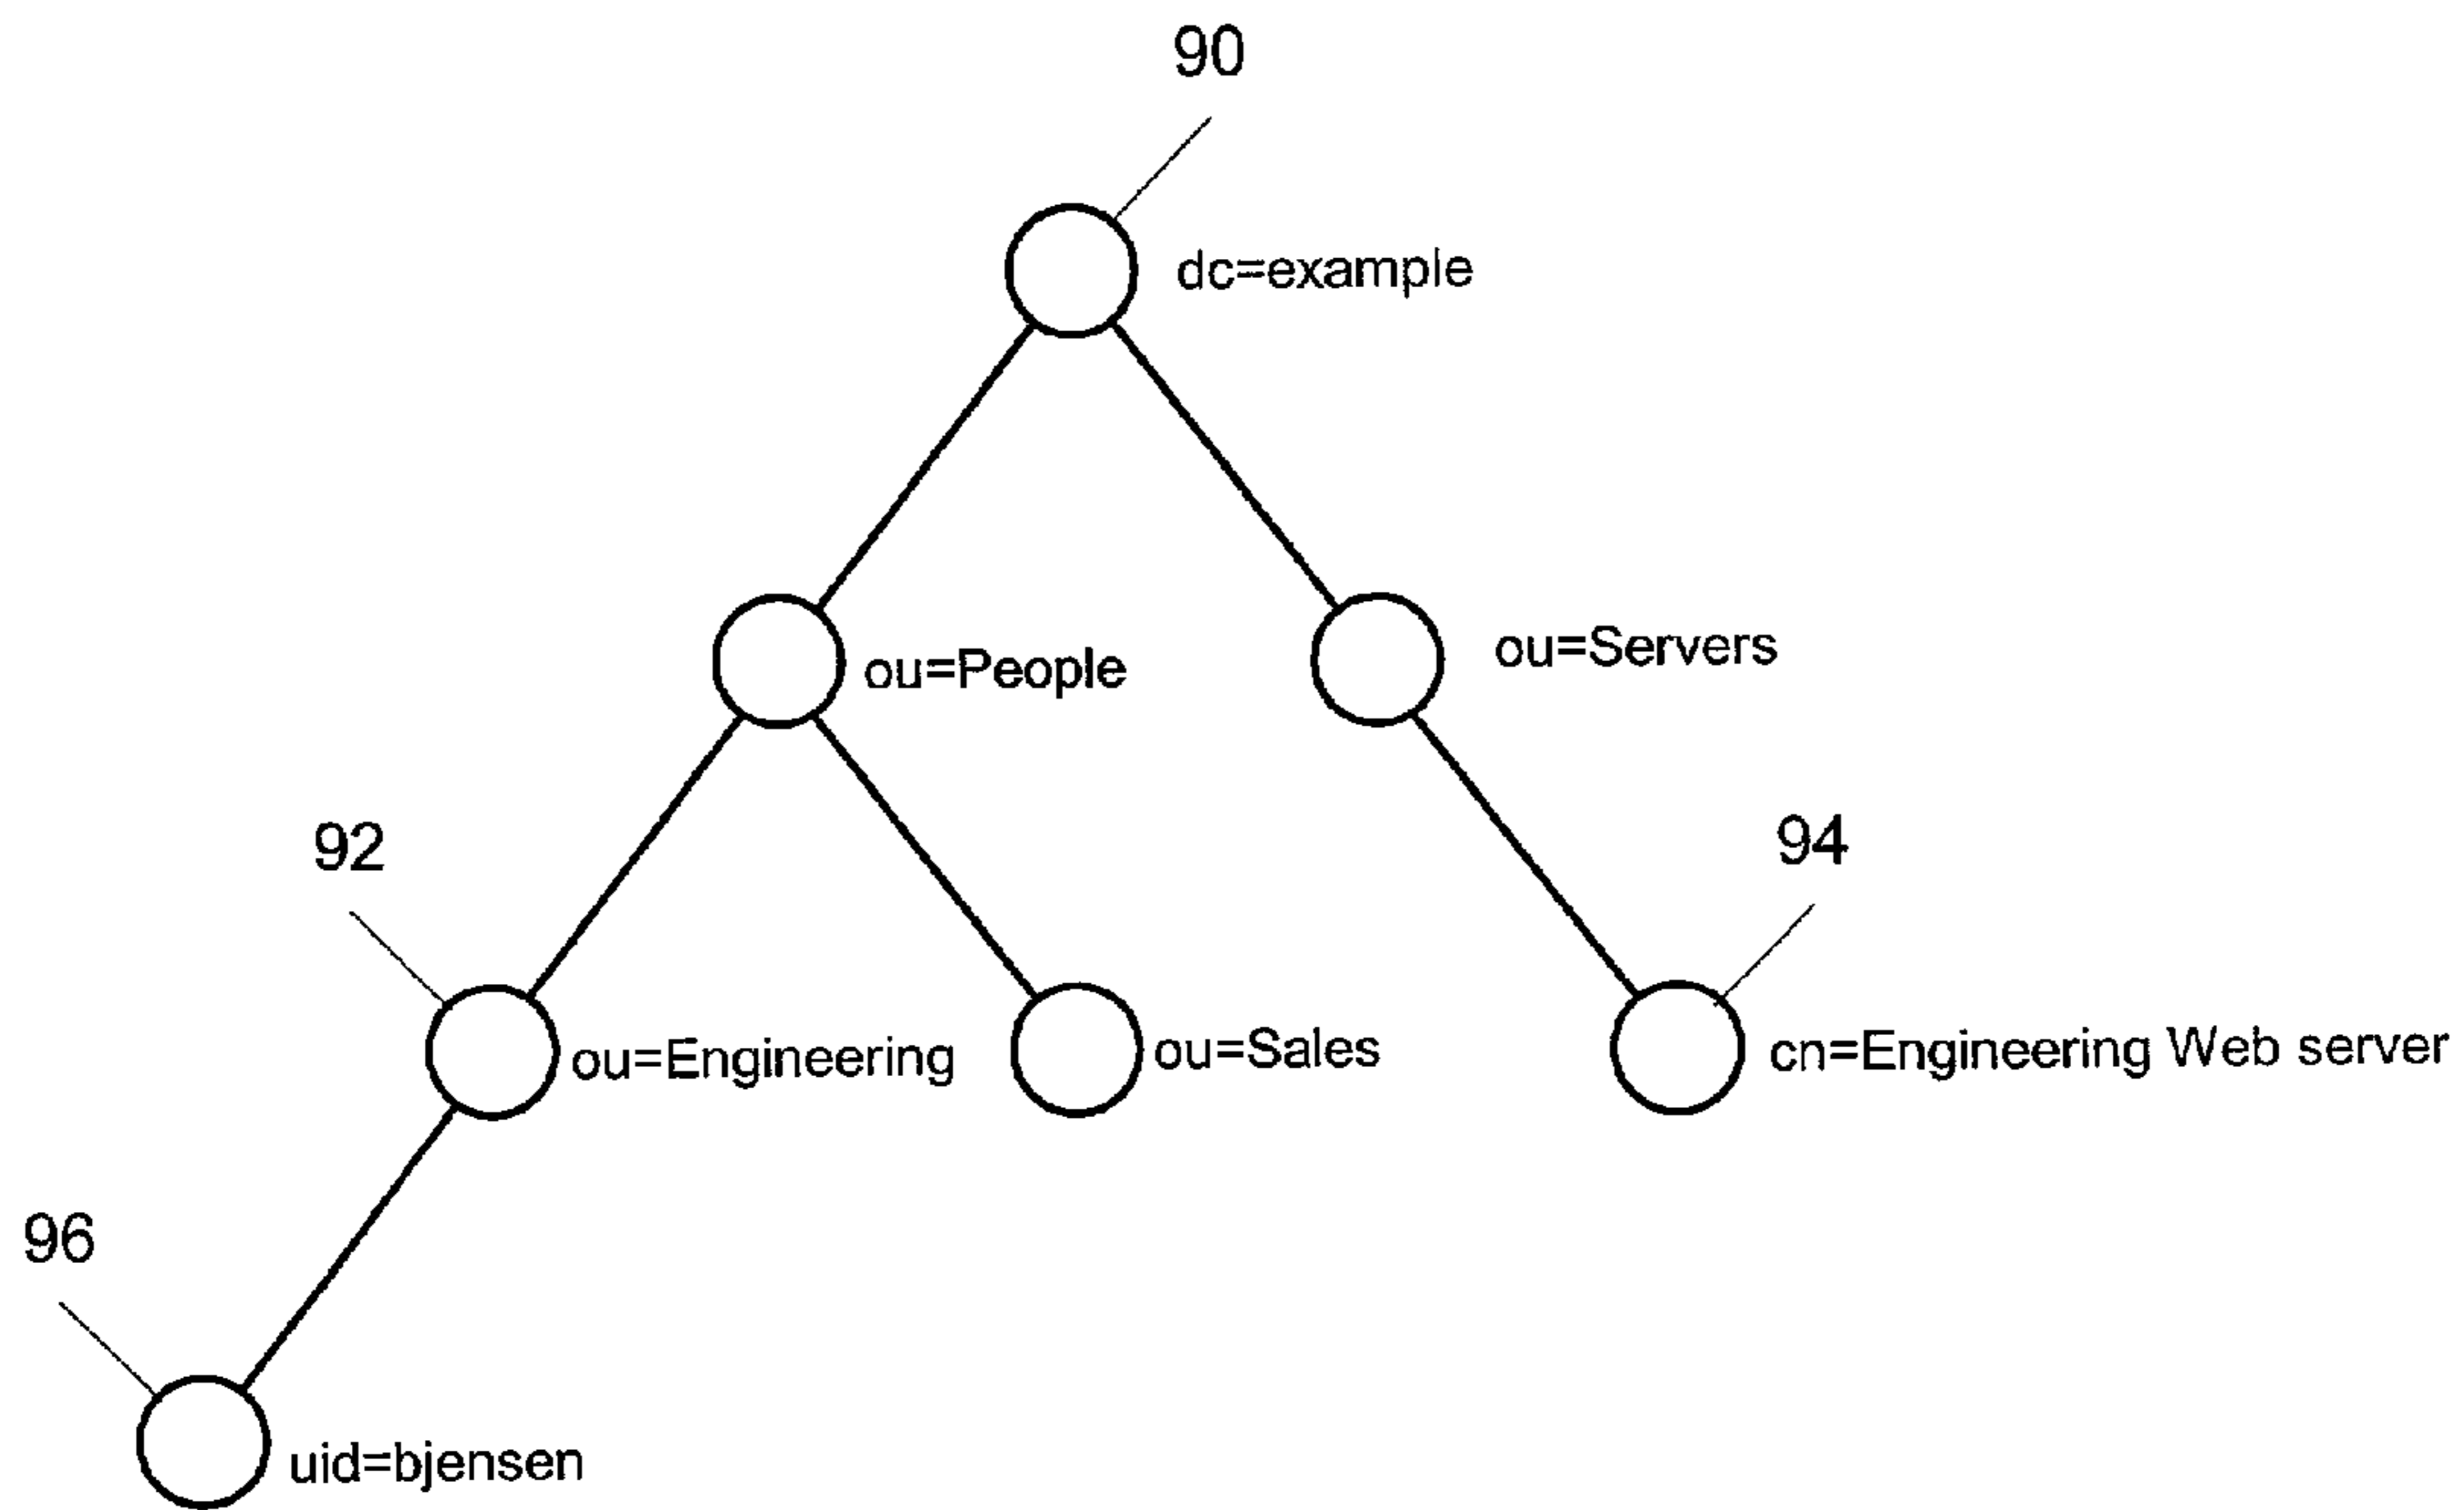 90
dc=example
ou=People
ou=Servers
92
94
ou=Engineering
ou=Sales
cn=Engineering Web server
96
uid=bjensen